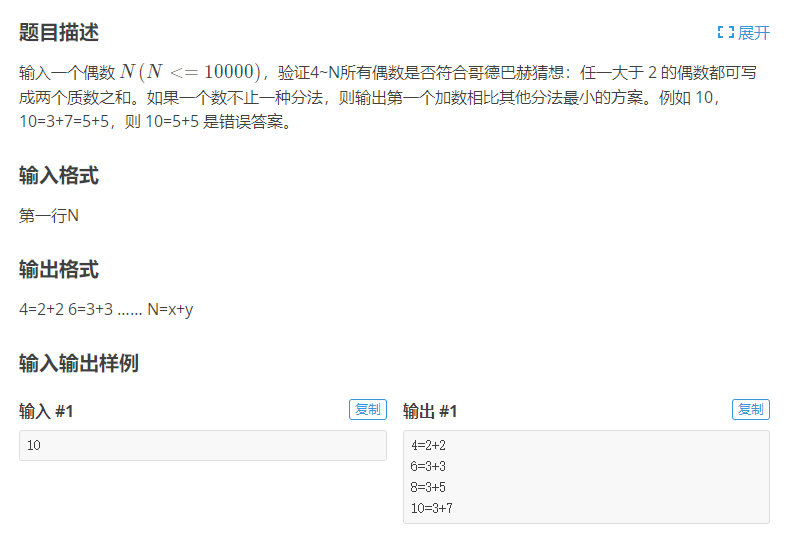 题目描述
展开
输入一个偶数 N(N <= 10000)，验证4~N所有偶数是否符合哥德巴赫猜想：任一大于 2 的偶数都可写
成两个质数之和。如果一个数不止一种分法，则输出第一个加数相比其他分法最小的方案。例如 10，
10=3+7=5+5，则 10=5+5 是错误答案。
输入格式
第一行N
输出格式
4=2+2 6=3+3 …… N=x+y
输入输出样例
输入 #1
复制
10
输出 #1
复制
4=2+2
6=3+3
8=3+5
10=3+7